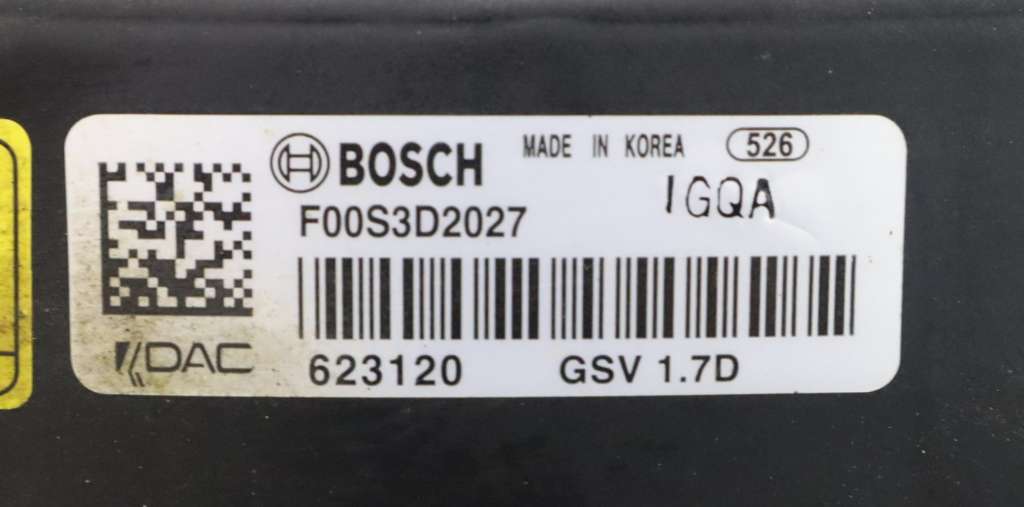 BOSCH MADE IN KOREA 526
F00S3D2027 IGQA
DAC 623120 GSV 1.7D